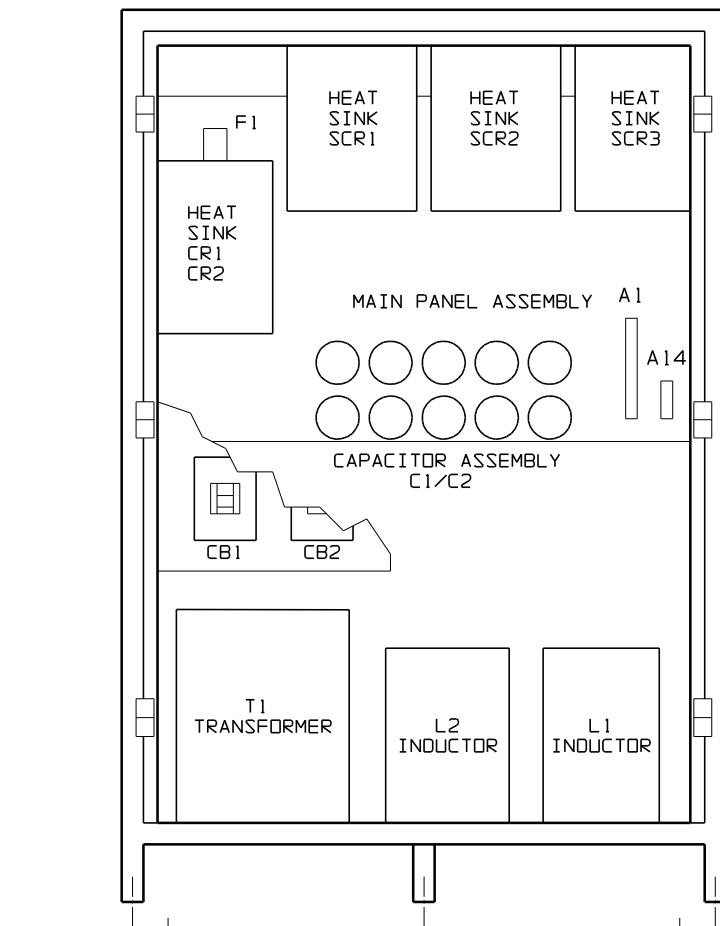 HEAT
SINK
SCR1
HEAT
SINK
SCR2
HEAT
SINK
SCR3
F1
HEAT
SINK
CR1
CR2
MAIN PANEL ASSEMBLY
A1
A14
CAPACITOR ASSEMBLY
C1/C2
CB1
CB2
T1
TRANSFORMER
L2
INDUCTOR
L1
INDUCTOR